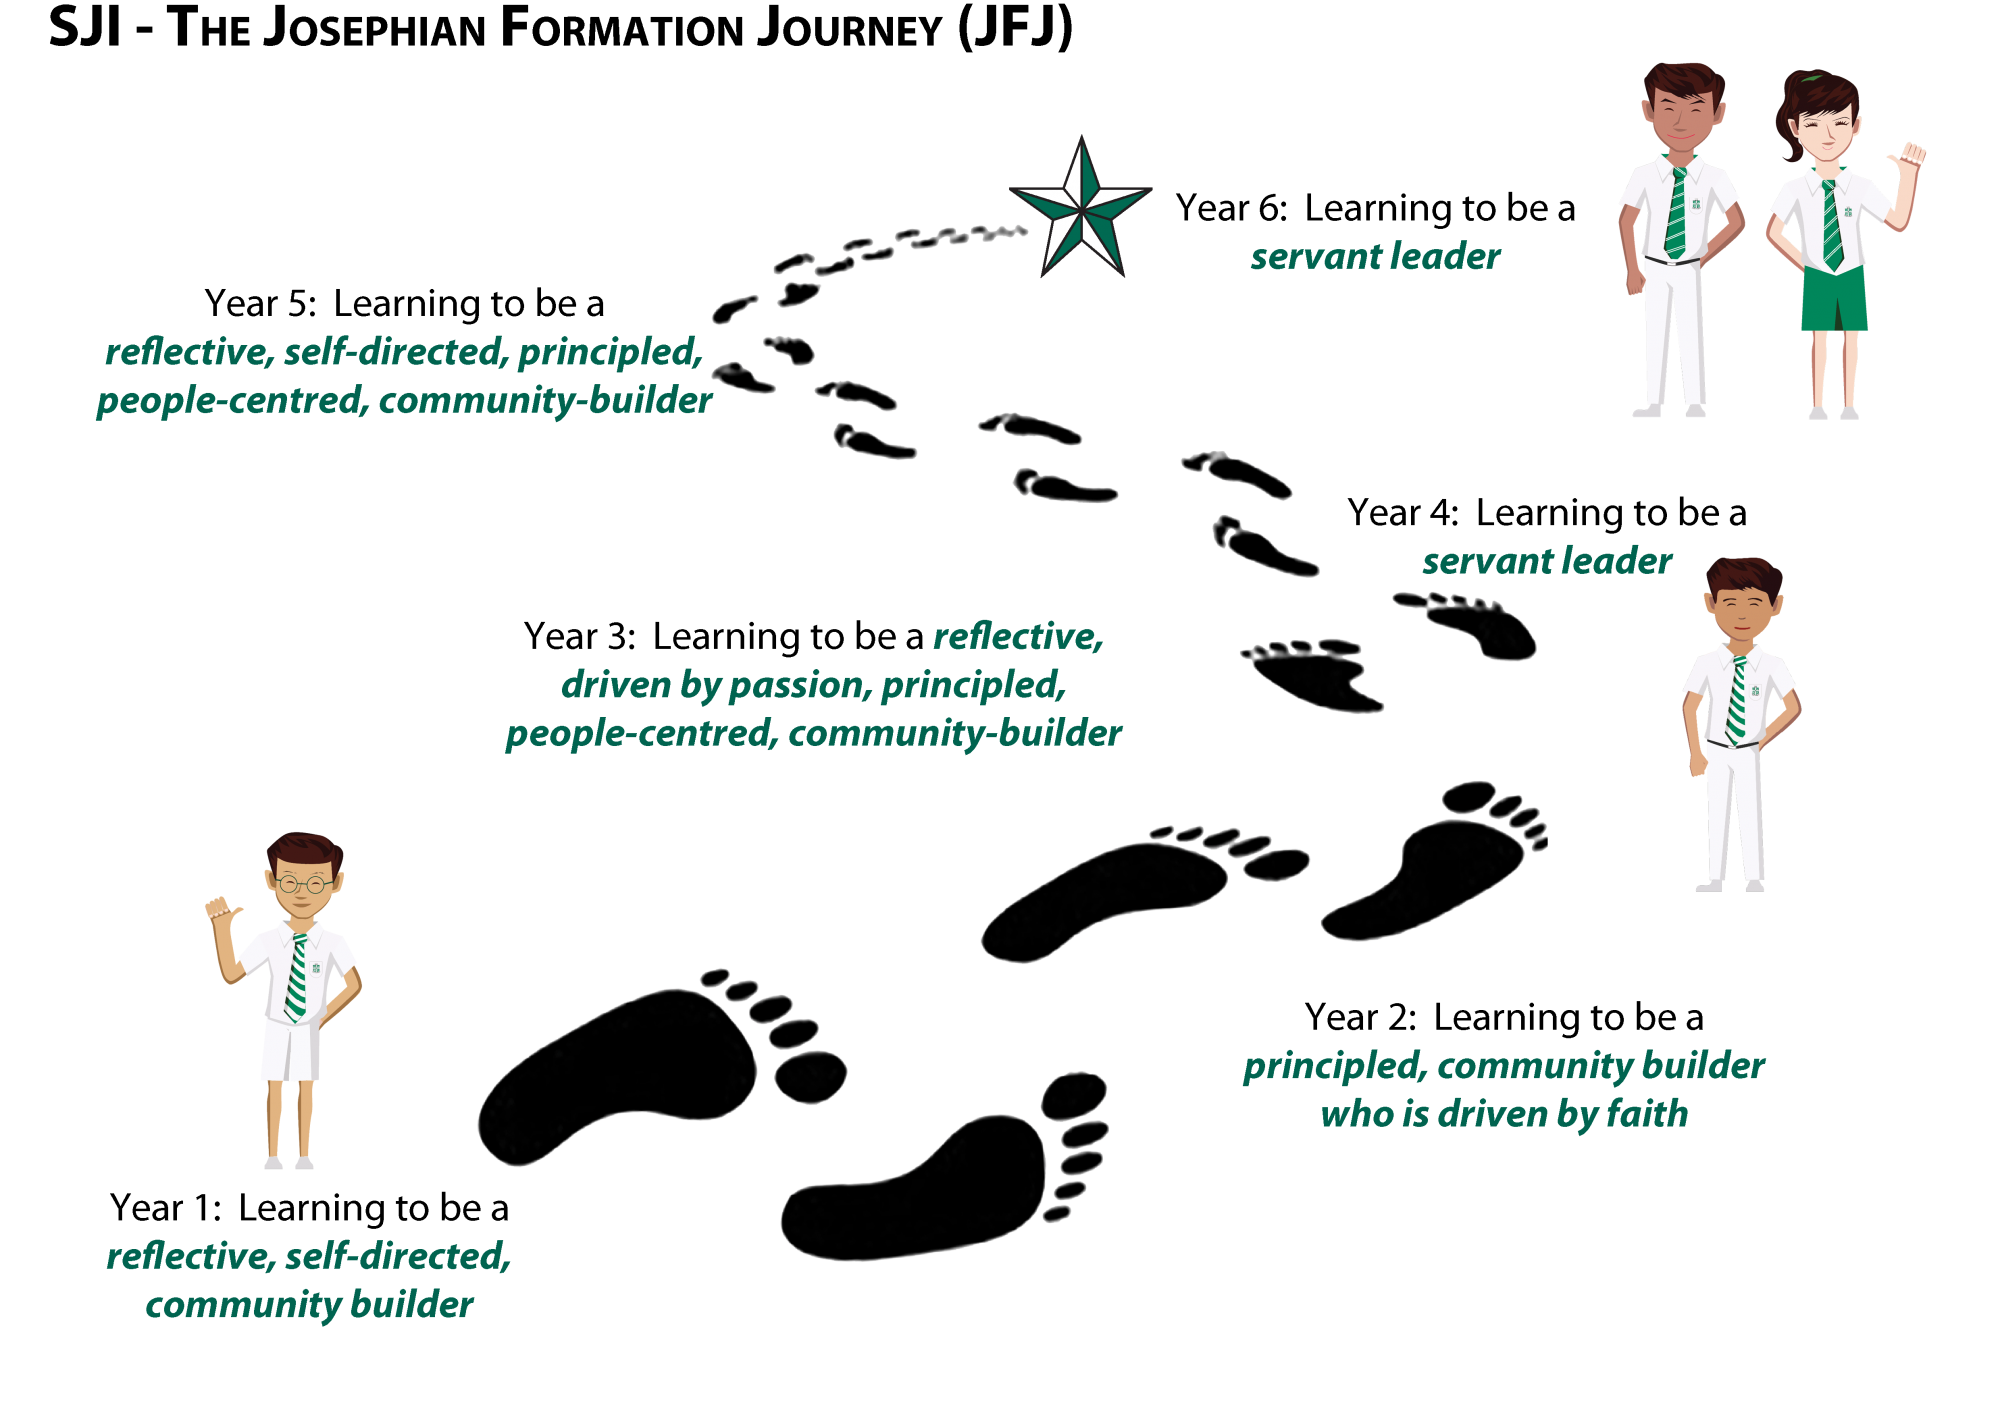 SJI - The Josephian Formation Journey (JFJ)
Year 6: Learning to be a
servant leader
Year 5: Learning to be a
reflective, self-directed, principled,
people-centred, community-builder
Year 4: Learning to be a
servant leader
Year 3: Learning to be a reflective,
driven by passion, principled,
people-centred, community-builder
Year 2: Learning to be a
principled, community builder
who is driven by faith
Year 1: Learning to be a
reflective, self-directed,
community builder